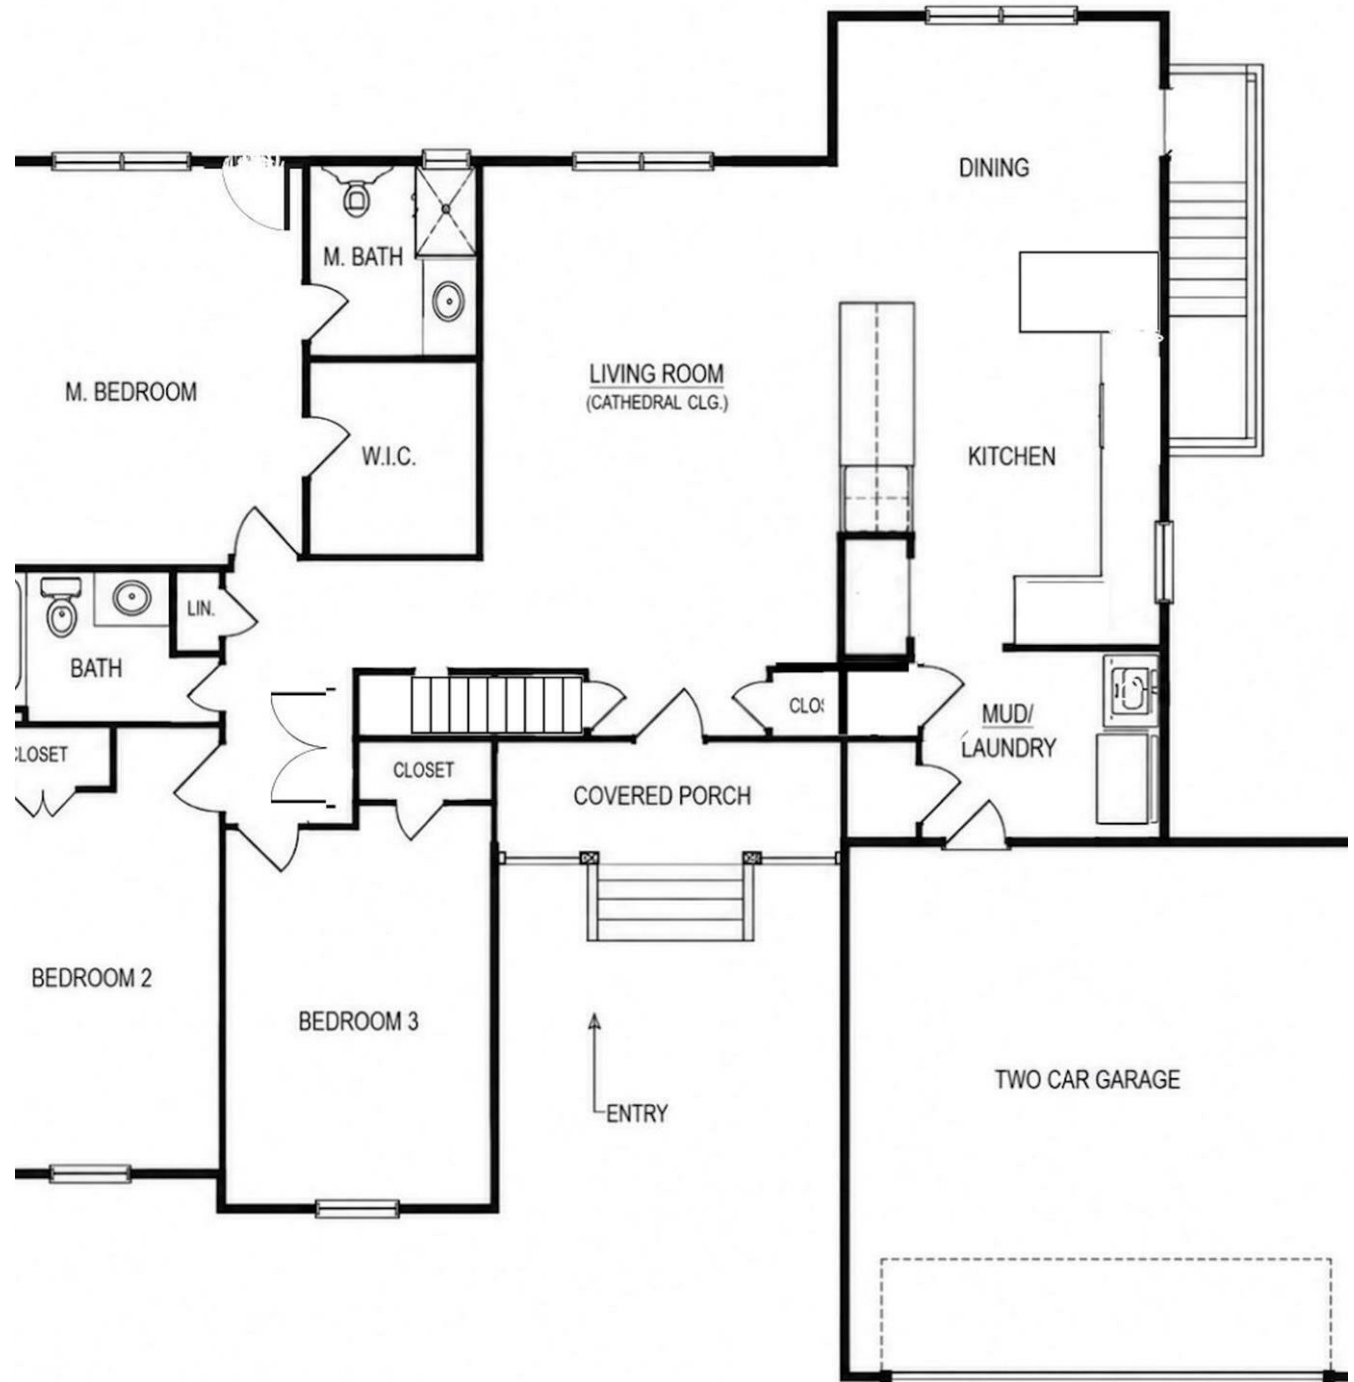 DINING
M. BATH
M. BEDROOM
LIVING ROOM
(CATHEDRAL CLG.)
W.I.C.
KITCHEN
LIN.
BATH
CLOS
MUD/
LAUNDRY
CLOSET
CLOSET
COVERED PORCH
BEDROOM 2
BEDROOM 3
TWO CAR GARAGE
ENTRY